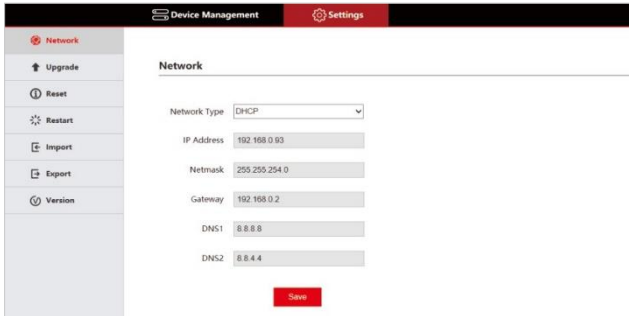 Device Management
Settings
Network
Upgrade
Reset
Restart
Import
Export
Version
Network
Network Type DHCP
IP Address 192.168.0.93
Netmask 255.255.254.0
Gateway 192.168.0.2
DNS1 8.8.8.8
DNS2 8.8.4.4
Save